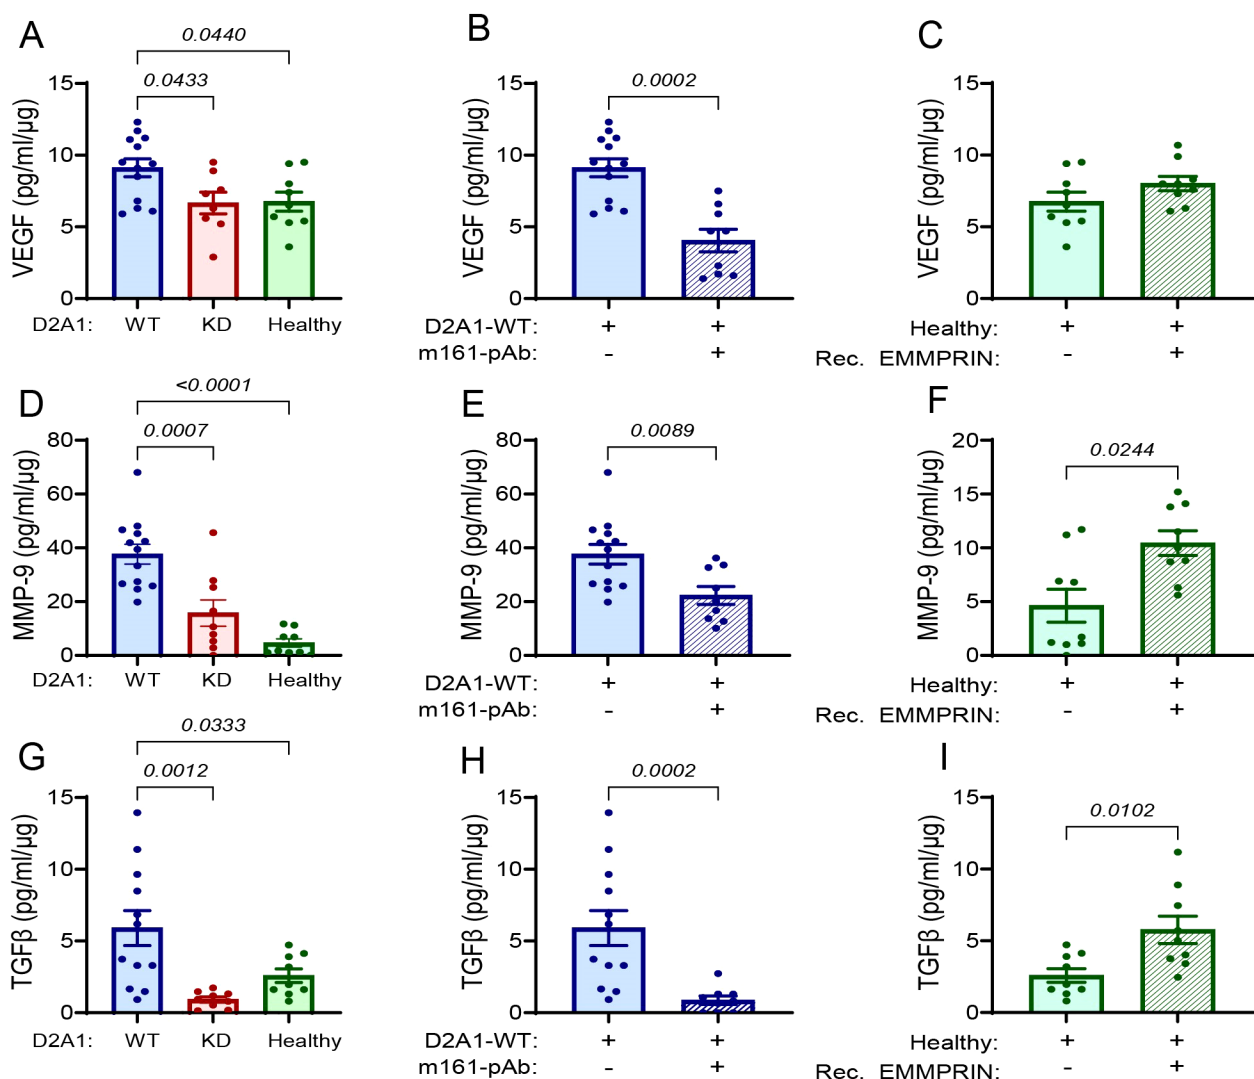 A
0.0440
0.0433
VEGF (pg/ml/µg)
15
10
5
0
D2A1: WT KD Healthy
B
0.0002
VEGF (pg/ml/µg)
15
10
5
0
D2A1-WT: + +
m161-pAb: - +
C
VEGF (pg/ml/µg)
15
10
5
0
Healthy: + +
Rec. EMMPRIN: - +
D
<0.0001
0.0007
MMP-9 (pg/ml/µg)
80
60
40
20
0
D2A1: WT KD Healthy
E
0.0089
MMP-9 (pg/ml/µg)
80
60
40
20
0
D2A1-WT: + +
m161-pAb: - +
F
0.0244
MMP-9 (pg/ml/µg)
20
15
10
5
0
Healthy: + +
Rec. EMMPRIN: - +
G
0.0333
0.0012
TGFβ (pg/ml/µg)
15
10
5
0
D2A1: WT KD Healthy
H
0.0002
TGFβ (pg/ml/µg)
15
10
5
0
D2A1-WT: + +
m161-pAb: - +
I
0.0102
TGFβ (pg/ml/µg)
15
10
5
0
Healthy: + +
Rec. EMMPRIN: - +